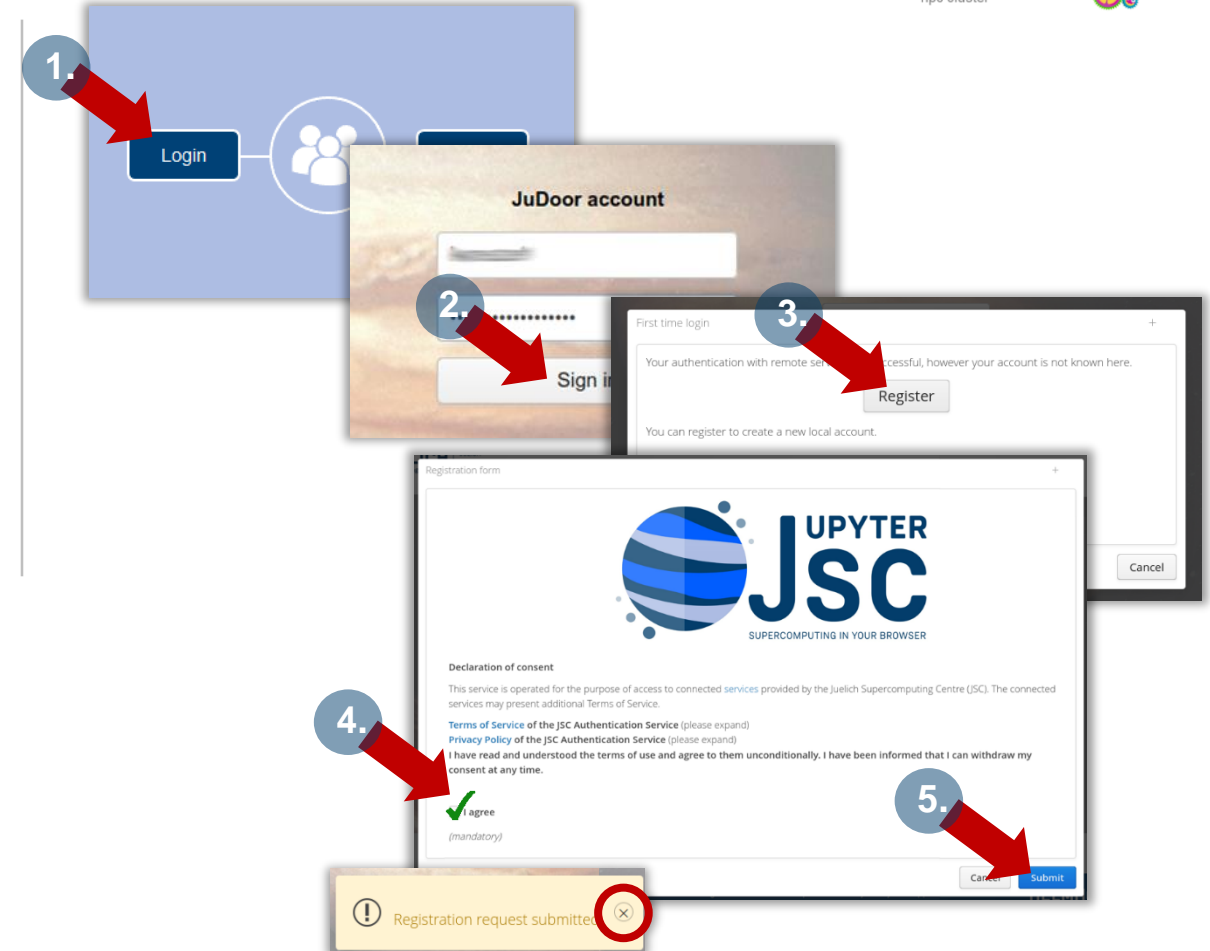 hpc cluster
1.
Login
JuDoor account
2.
Sign in
3.
First time login
+
Your authentication with remote ser cessful, however your account is not known here.
Register
You can register to create a new local account.
Cancel
Registration form
+
JUPYTER
JSC
SUPERCOMPUTING IN YOUR BROWSER
Declaration of consent
This service is operated for the purpose of access to connected services provided by the Juelich Supercomputing Centre (JSC). The connected
services may present additional Terms of Service.
4.
Terms of Service of the JSC Authentication Service (please expand)
Privacy Policy of the JSC Authentication Service (please expand)
I have read and understood the terms of use and agree to them unconditionally. I have been informed that I can withdraw my
consent at any time.
5.
I agree
(mandatory)
Cancel
Submit
Registration request submitted